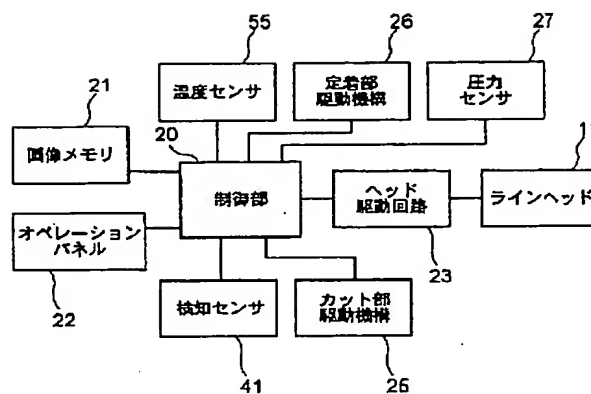 55
26
27
21
温度センサ
定着部
駆動機構
圧力
センサ
1
20
画像メモリ
制御部
ヘッド
駆動回路
ラインヘッド
オペレーション
パネル
23
22
検知センサ
カット部
駆動機構
41
25